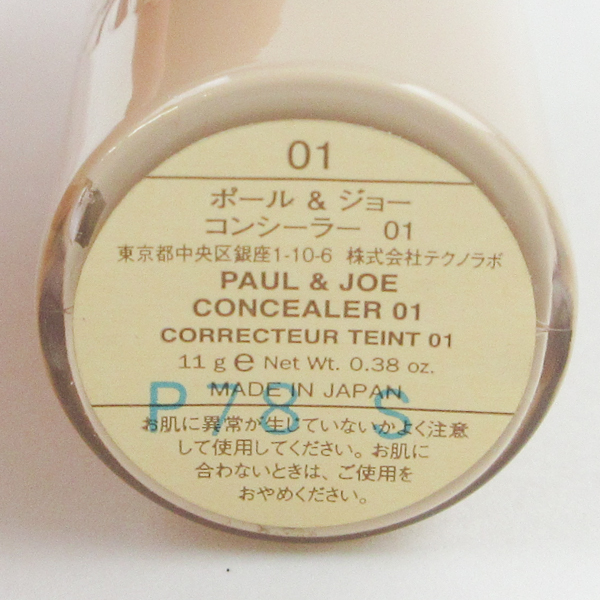 01
ポール & ジョー
コンシーラー 01
東京都中央区銀座1-10-6 株式会社テクノラボ
PAUL & JOE
CONCEALER 01
CORRECTEUR TEINT 01
11 g ℮ Net Wt. 0.38 oz.
MADE IN JAPAN
P78 S
お肌に異常が生じていないかよく注意
して使用してください。お肌に
合わないときは、ご使用を
おやめください。